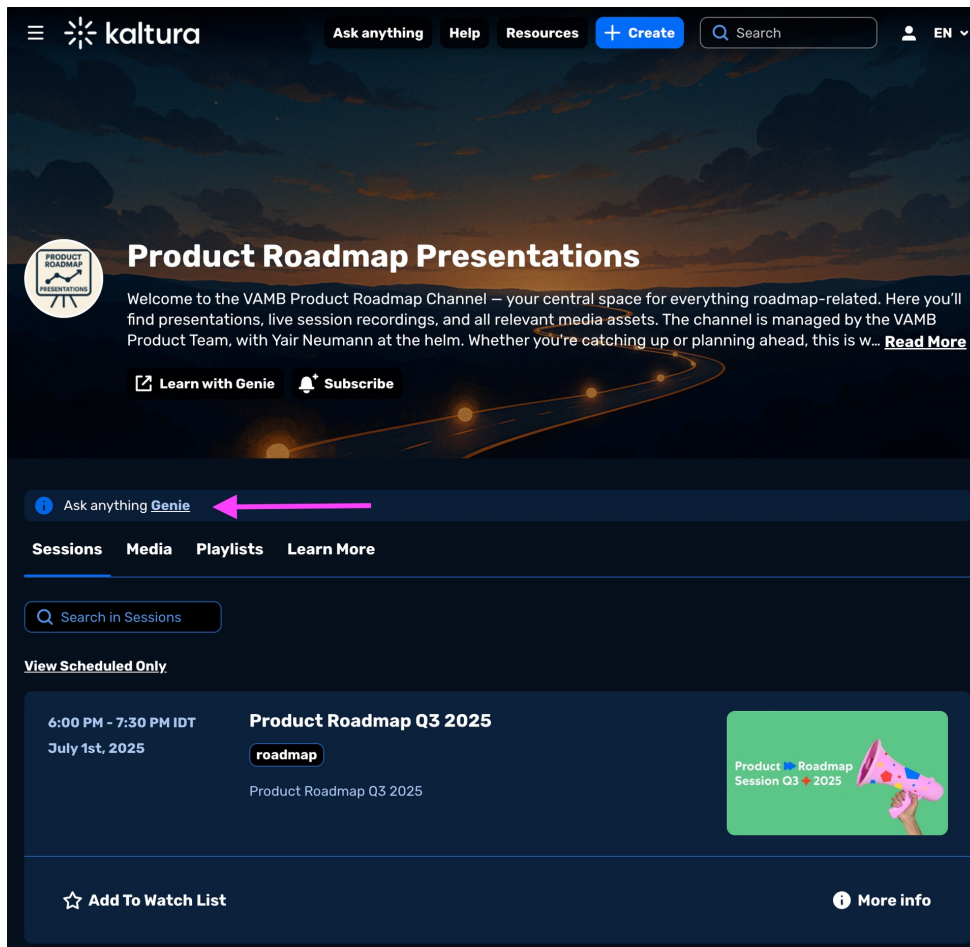 kaltura
Ask anything
Help
Resources
+ Create
Search
EN
PRODUCT
ROADMAP
PRESENTATIONS
Product Roadmap Presentations
Welcome to the VAMB Product Roadmap Channel — your central space for everything roadmap-related. Here you’ll
find presentations, live session recordings, and all relevant media assets. The channel is managed by the VAMB
Product Team, with Yair Neumann at the helm. Whether you're catching up or planning ahead, this is w... Read More
Learn with Genie
Subscribe
Ask anything Genie
Sessions
Media
Playlists
Learn More
Search in Sessions
View Scheduled Only
6:00 PM - 7:30 PM IDT
July 1st, 2025
Product Roadmap Q3 2025
roadmap
Product Roadmap Q3 2025
Product Roadmap
Session Q3 2025
Add To Watch List
More info